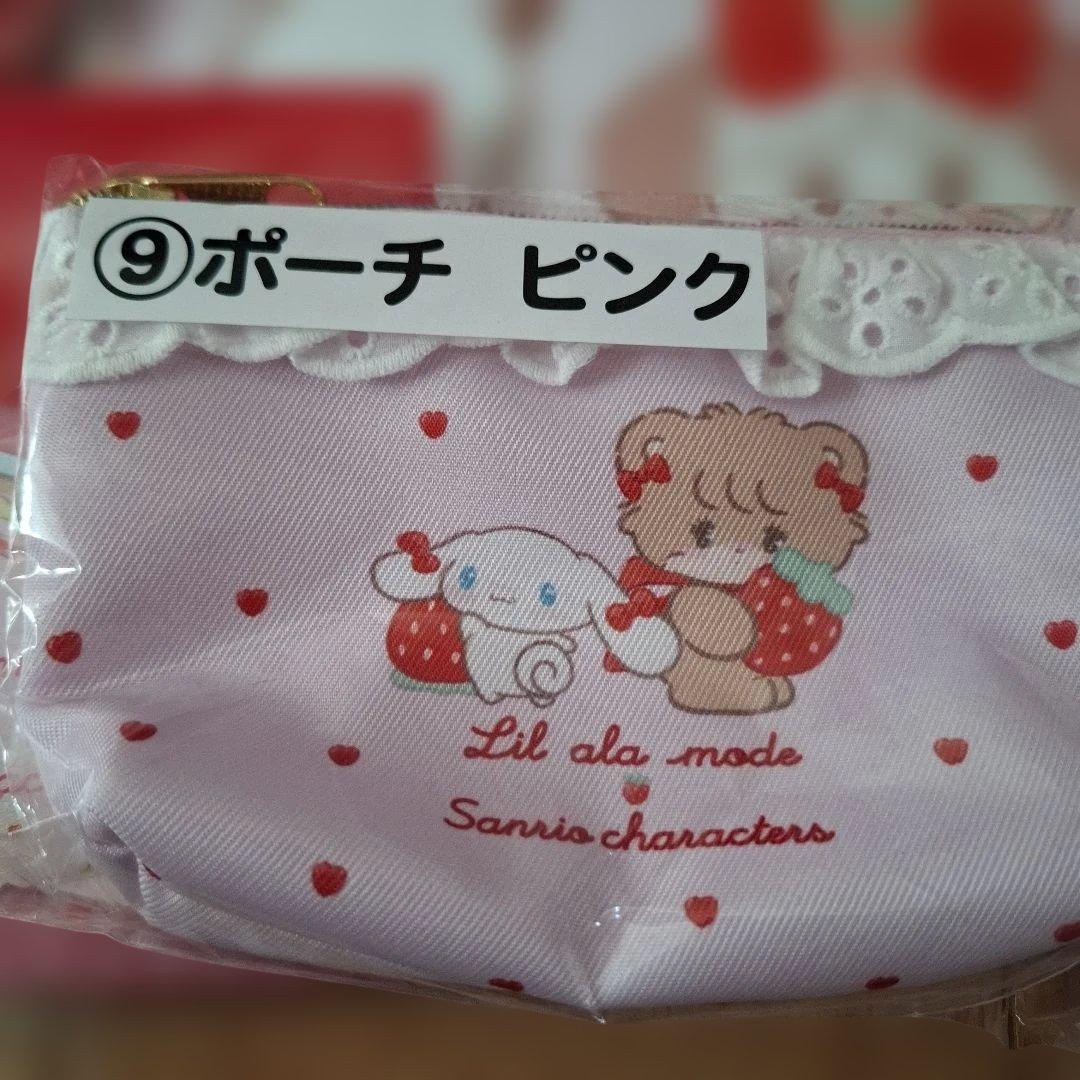 ⑨ポーチ ピンク
Lil ala mode
Sanrio characters